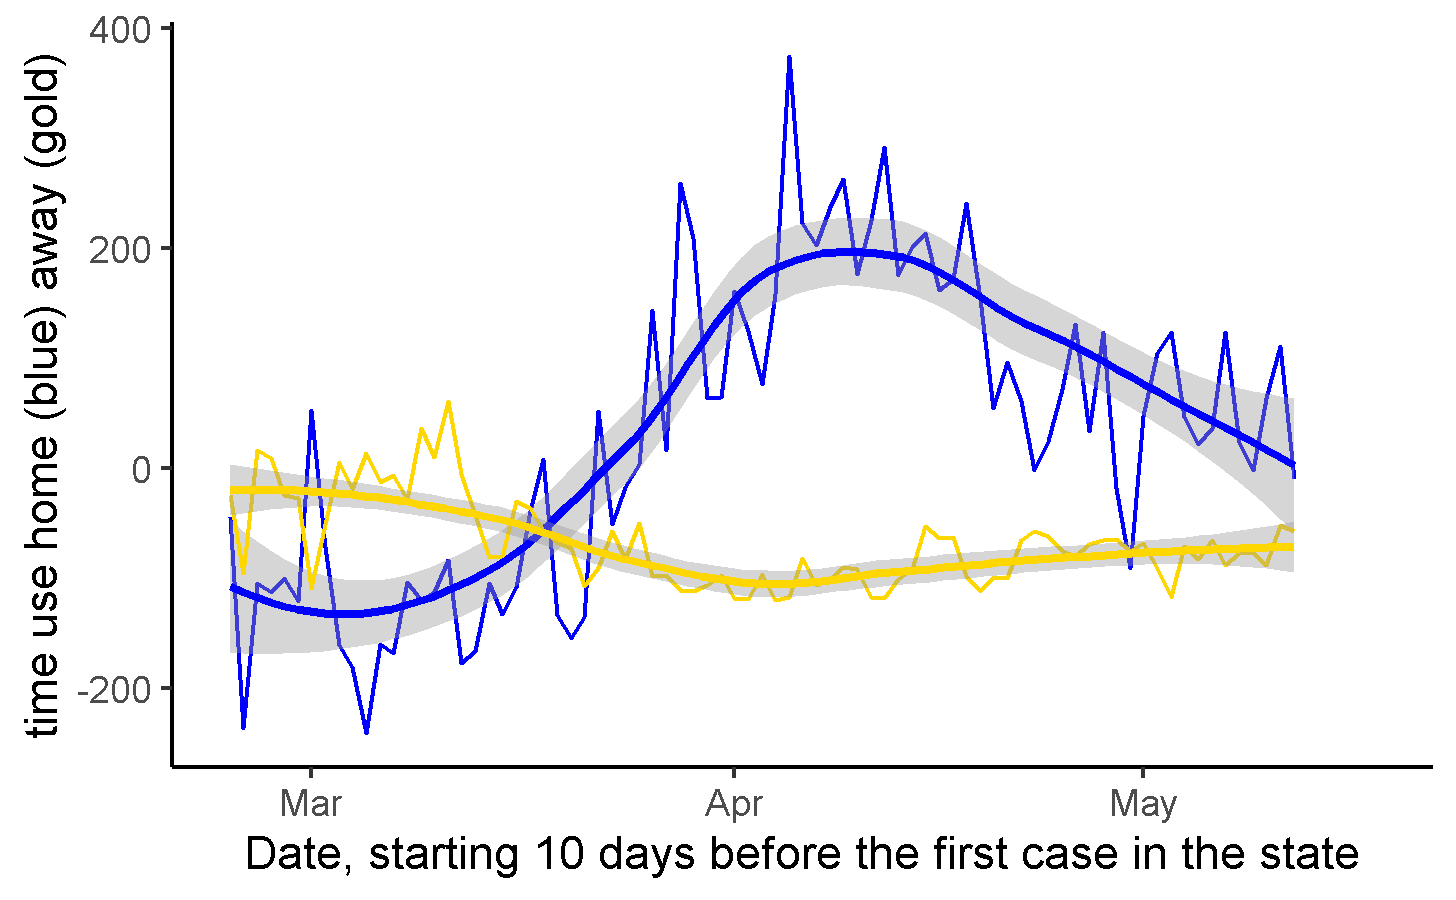 time use home (blue) away (gold)
400
200
0
-200
Mar
Apr
May
Date, starting 10 days before the first case in the state